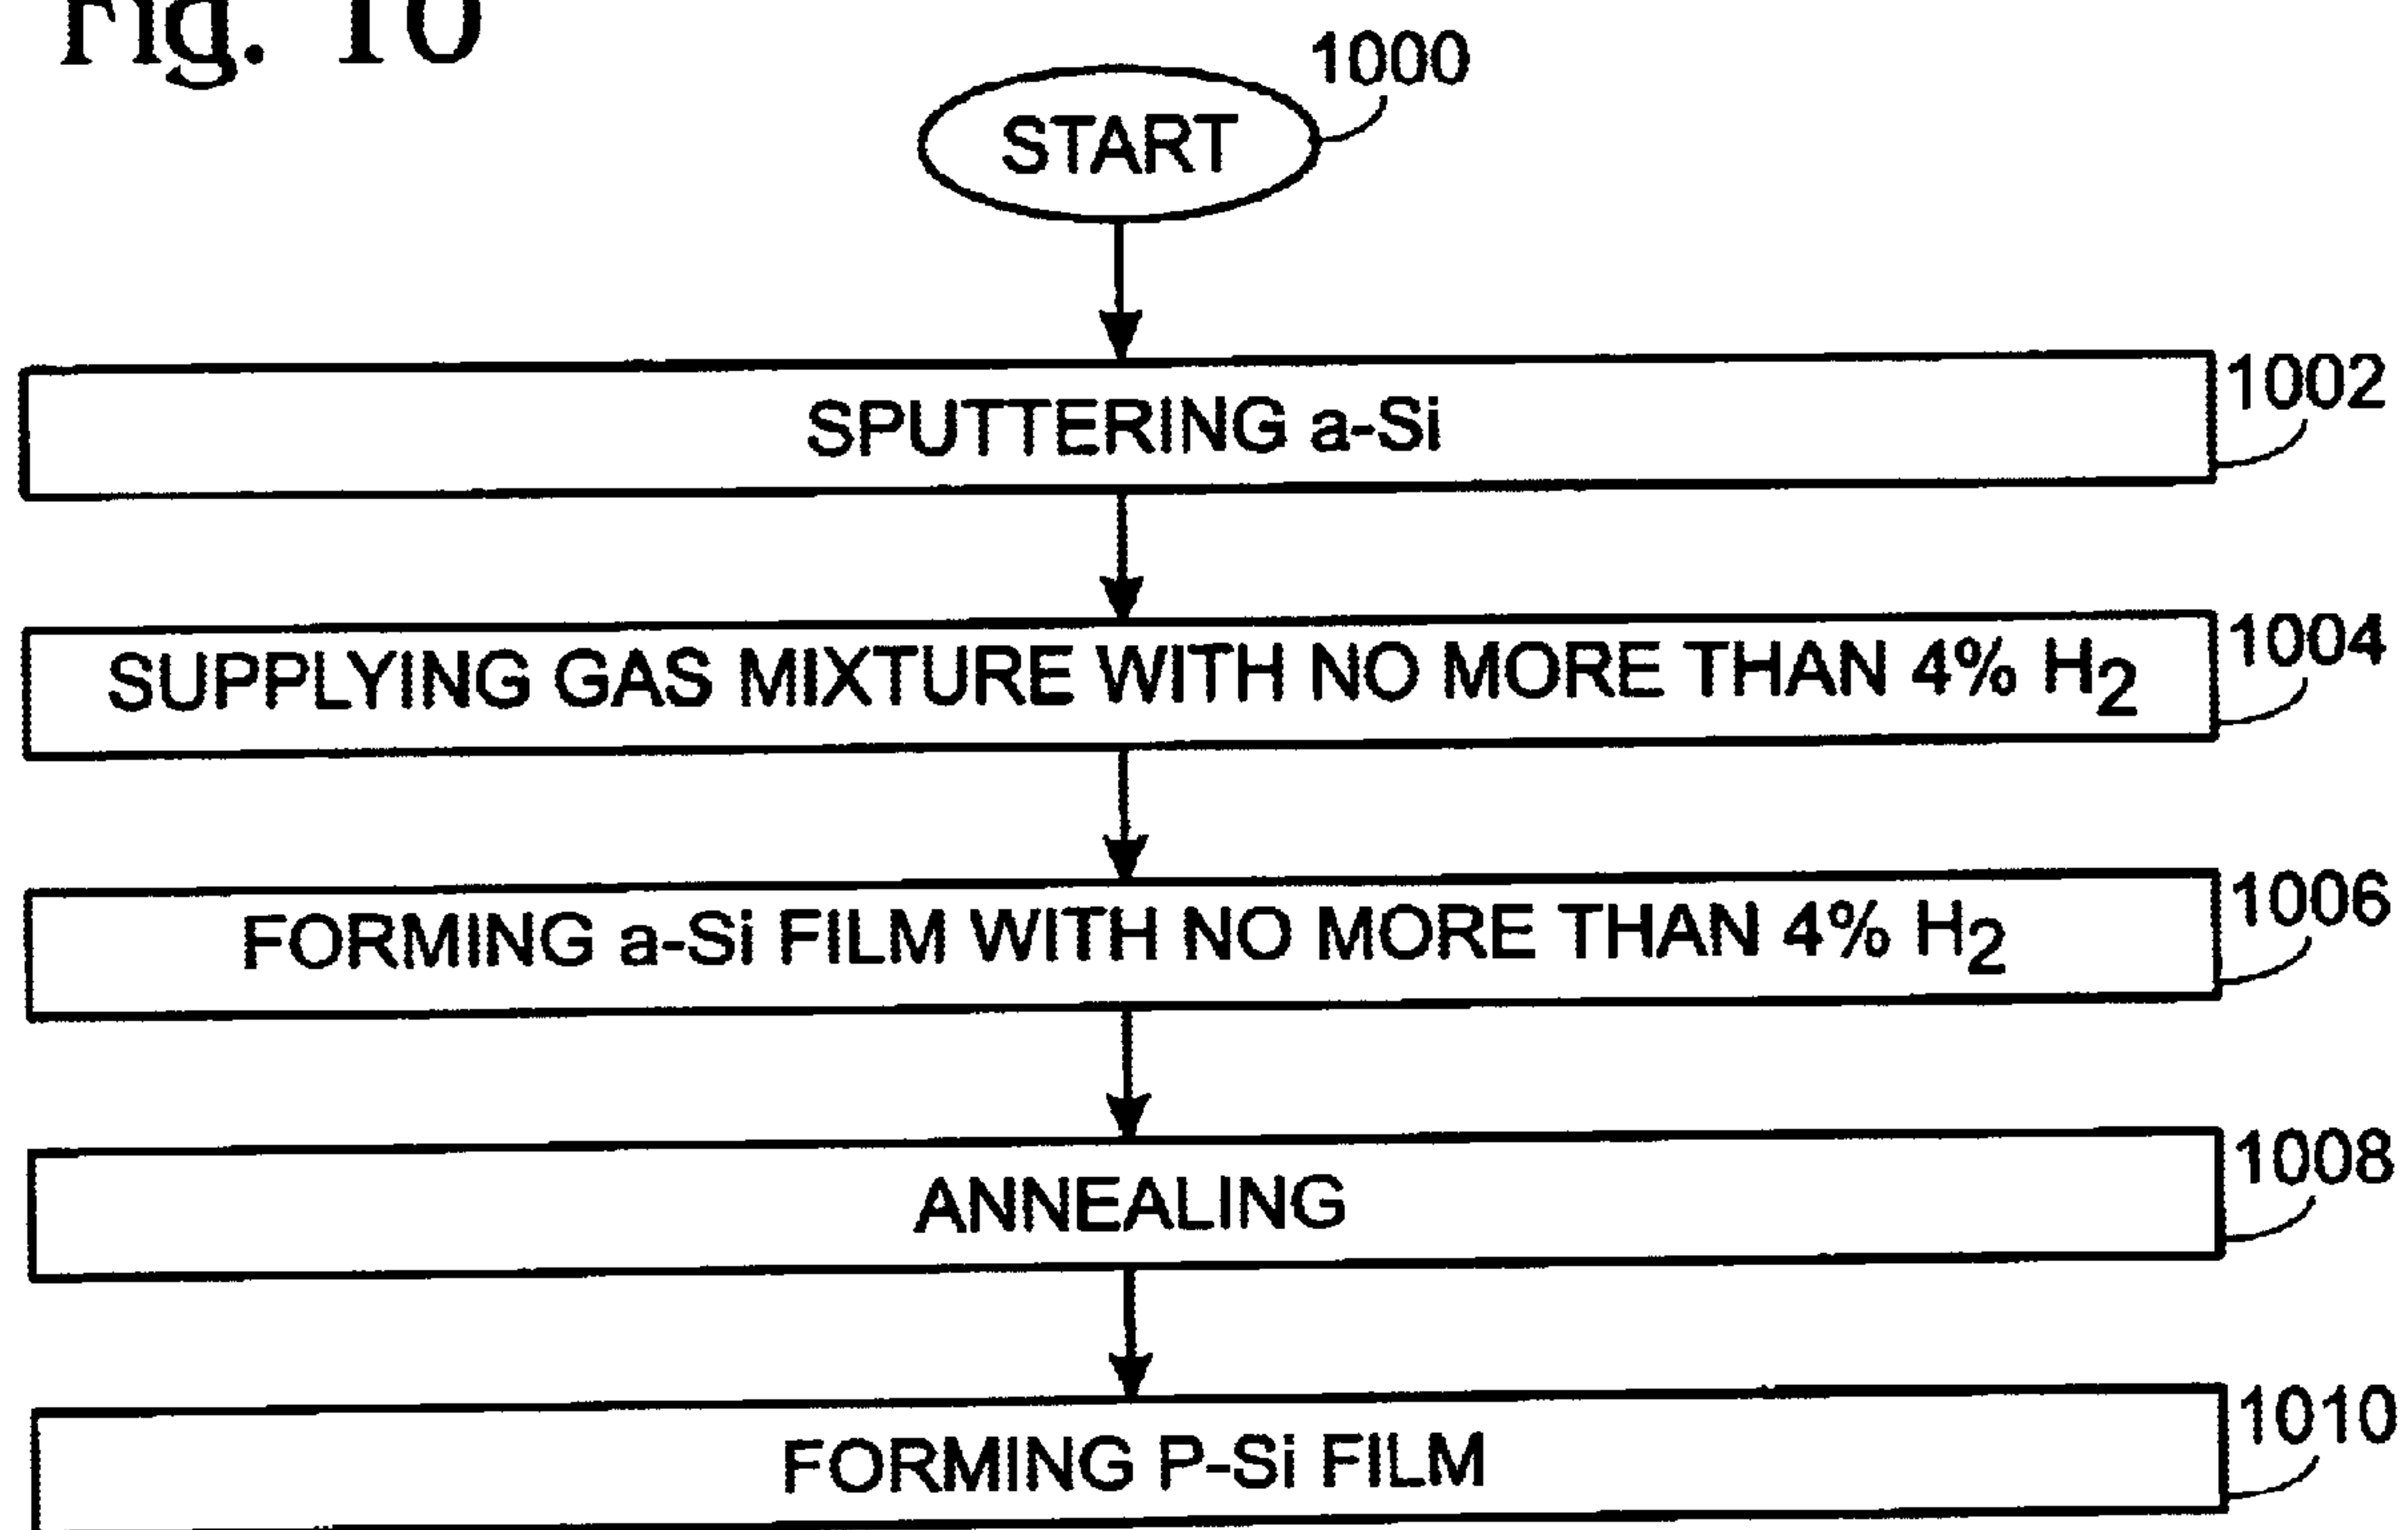 Fig. 10
1000
START
1002
SPUTTERING a-Si
1004
SUPPLYING GAS MIXTURE WITH NO MORE THAN 4% H2
1006
FORMING a-Si FILM WITH NO MORE THAN 4% H2
1008
ANNEALING
1010
FORMING P-Si FILM